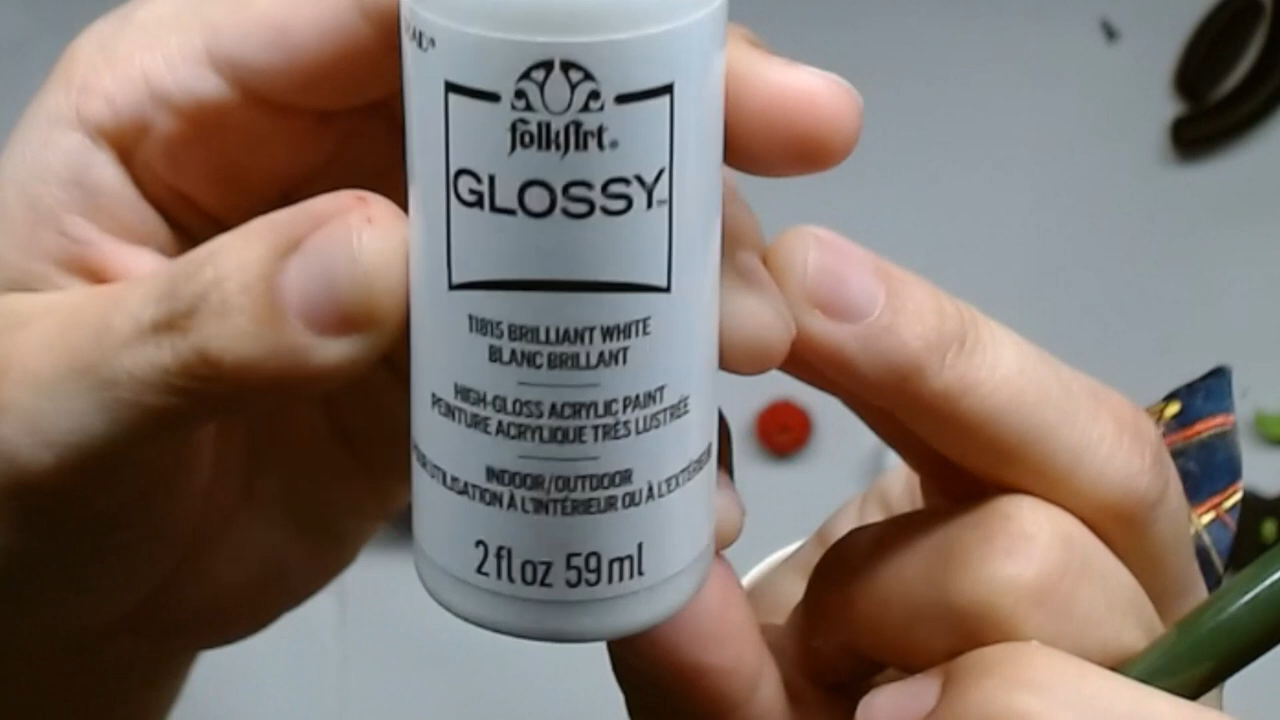 folkArt®
GLOSSY™
11815 BRILLIANT WHITE
BLANC BRILLANT
HIGH-GLOSS ACRYLIC PAINT
PEINTURE ACRYLIQUE TRÈS LUSTRÉE
INDOOR/OUTDOOR
UTILISATION À L'INTÉRIEUR OU À L'EXTÉRIEUR
2 fl oz 59 ml